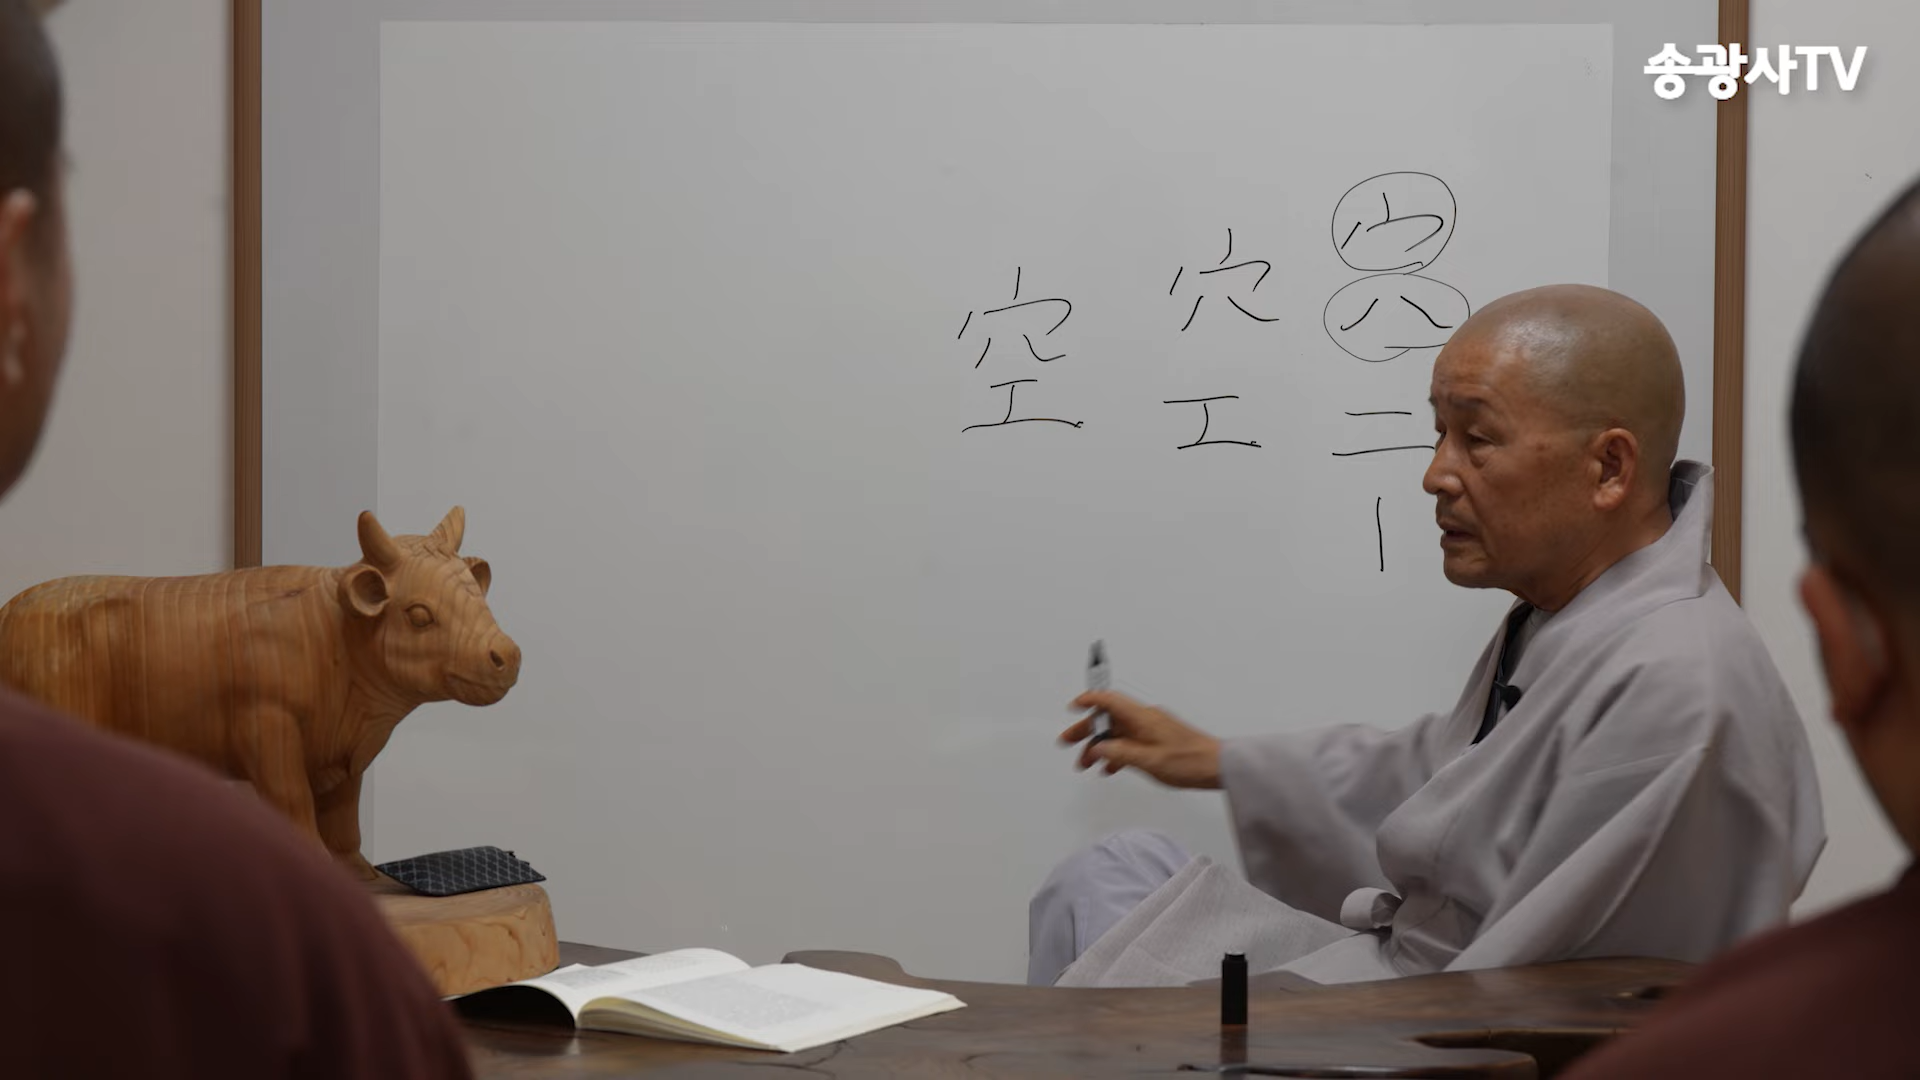 송광사TV
空 穴 宀
八
工 二
丨